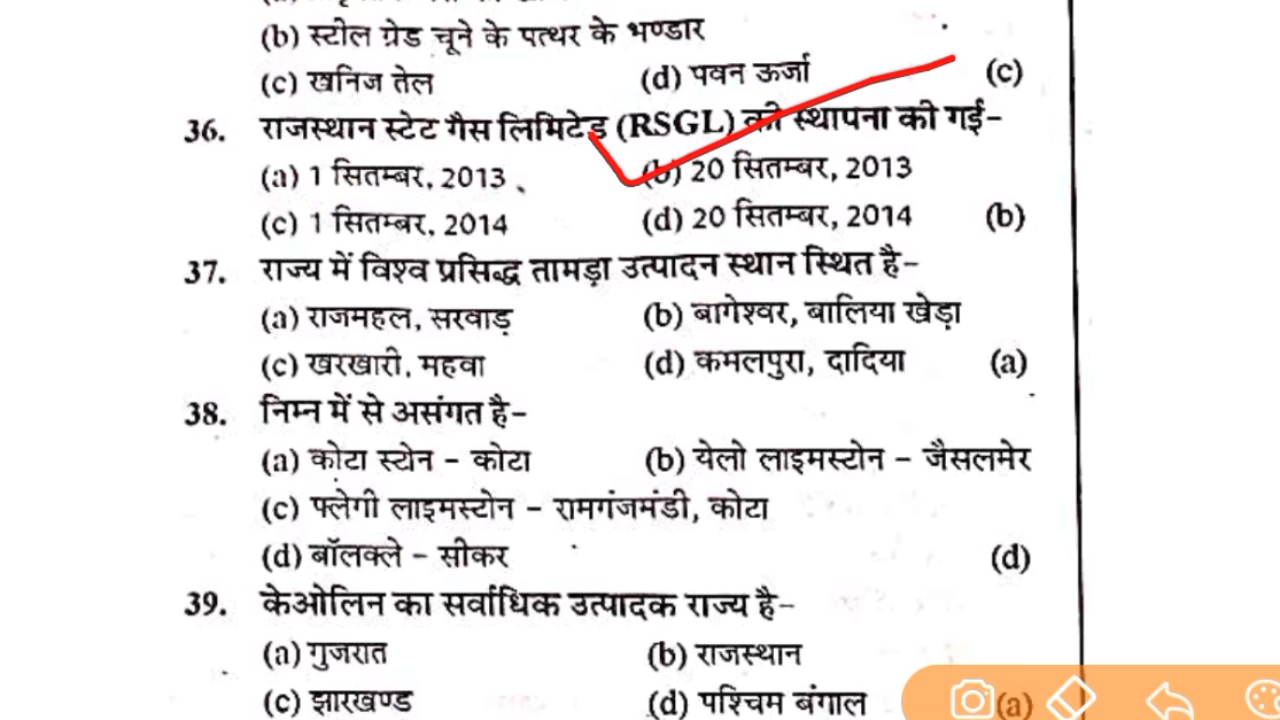 (b) स्टील ग्रेड चूने के पत्थर के भण्डार
(c) खनिज तेल (d) पवन ऊर्जा (c)
36. राजस्थान स्टेट गैस लिमिटेड (RSGL) की स्थापना की गई-
(a) 1 सितम्बर, 2013 (b) 20 सितम्बर, 2013
(c) 1 सितम्बर, 2014 (d) 20 सितम्बर, 2014 (b)
37. राज्य में विश्व प्रसिद्ध तामड़ा उत्पादन स्थान स्थित है-
(a) राजमहल, सरवाड़ (b) बागेश्वर, बालिया खेड़ा
(c) खरखारी, महवा (d) कमलपुरा, दादिया (a)
38. निम्न में से असंगत है-
(a) कोटा स्टोन - कोटा (b) येलो लाइमस्टोन - जैसलमेर
(c) फ्लेगी लाइमस्टोन - रामगंजमंडी, कोटा
(d) बॉलक्ले - सीकर (d)
39. केओलिन का सर्वाधिक उत्पादक राज्य है-
(a) गुजरात (b) राजस्थान
(c) झारखण्ड (d) पश्चिम बंगाल (a)